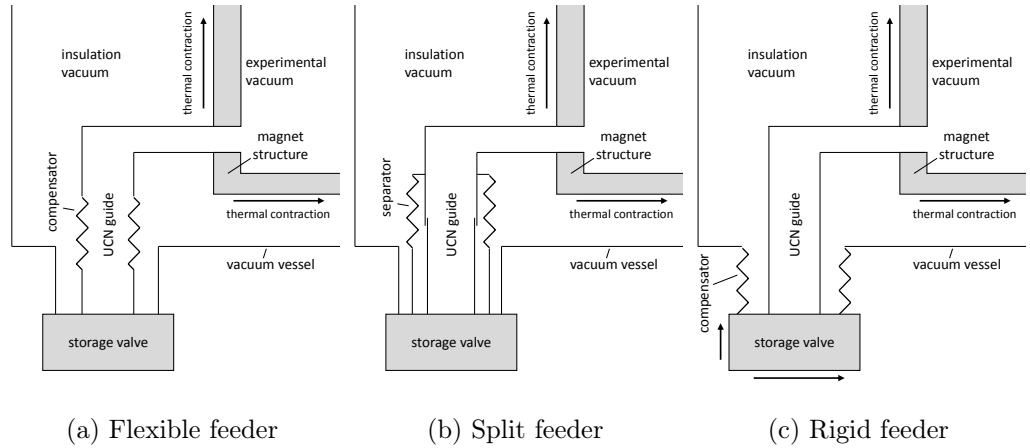 insulation
vacuum
thermal contraction
experimental
vacuum
magnet
structure
compensator
UCN guide
thermal contraction
vacuum vessel
storage valve
(a) Flexible feeder
insulation
vacuum
thermal contraction
experimental
vacuum
magnet
structure
separator
UCN guide
thermal contraction
vacuum vessel
storage valve
(b) Split feeder
insulation
vacuum
thermal contraction
experimental
vacuum
magnet
structure
UCN guide
thermal contraction
vacuum vessel
compensator
storage valve
(c) Rigid feeder